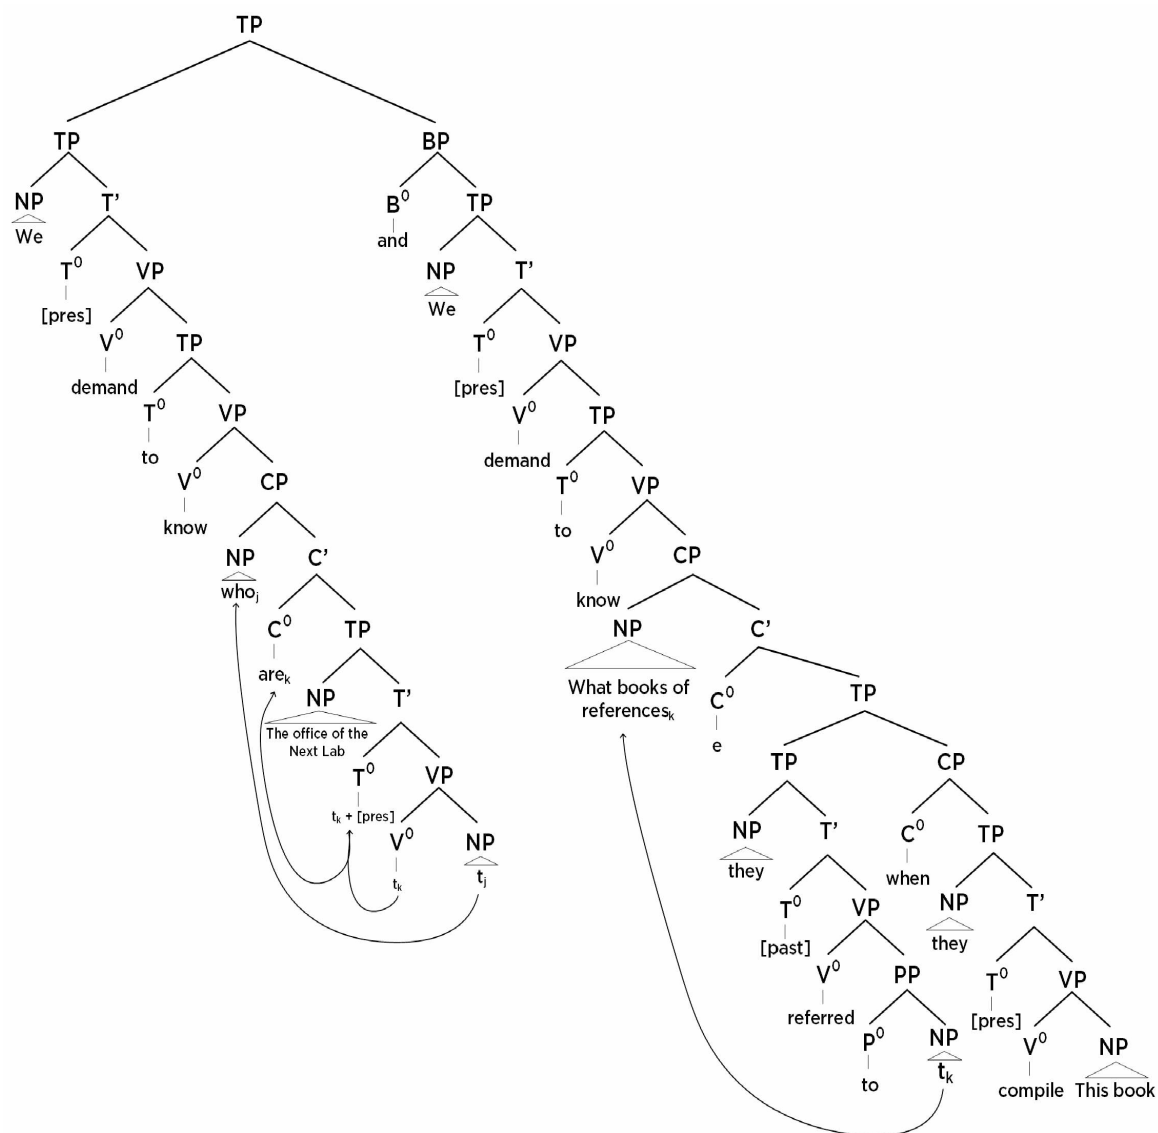 TP
TP BP
NP T’ B⁰ TP
We and
T⁰ VP NP T’
[pres] We
V⁰ TP T⁰ VP
demand [pres]
T⁰ VP V⁰ TP
to demand
V⁰ CP T⁰ VP
know to
NP C’ V⁰ CP
whoⱼ know
C⁰ TP NP C’
areₖ
NP T’ What books of C⁰ TP
The office of the referencesₖ e
Next Lab
T⁰ VP TP CP
tₖ + [pres]
V⁰ NP NP T’ C⁰ TP
tₖ tⱼ they when
T⁰ VP NP T’
[past] they
V⁰ PP T⁰ VP
referred [pres]
P⁰ NP V⁰ NP
to tₖ compile This book